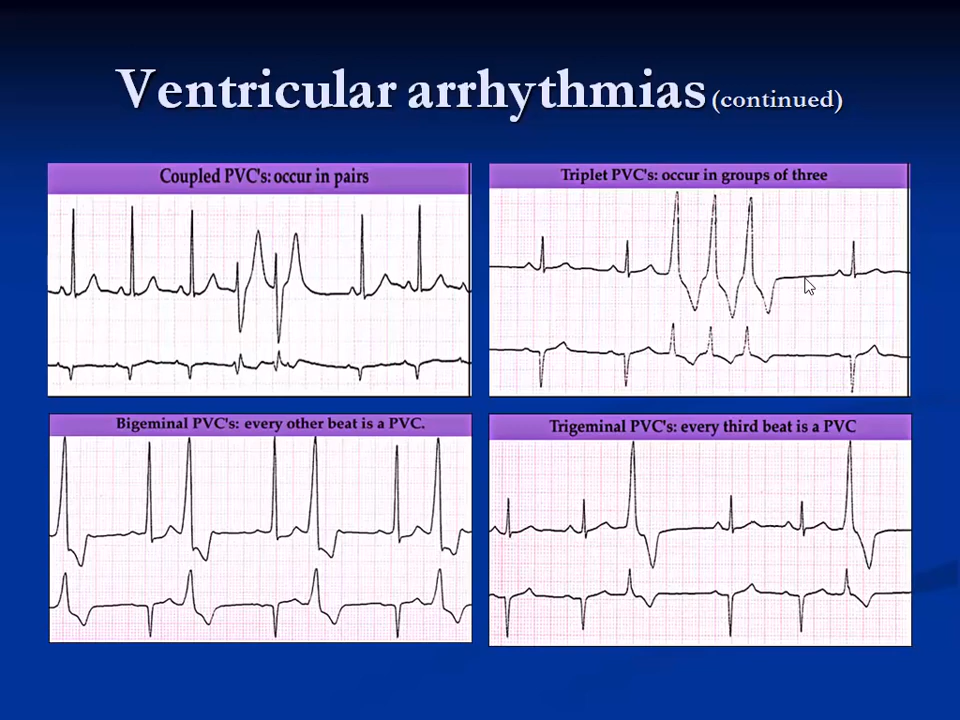 Ventricular arrhythmias (continued)
Coupled PVC's: occur in pairs
Triplet PVC's: occur in groups of three
Bigeminal PVC's: every other beat is a PVC.
Trigeminal PVC's: every third beat is a PVC